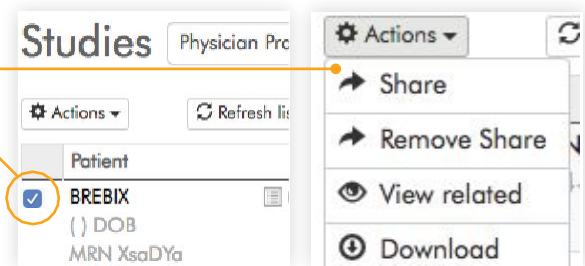 Studies
Physician Pro
Actions
Refresh lis
Patient
BREBIX
( ) DOB
MRN XsaDYa
Actions
Share
Remove Share
View related
Download